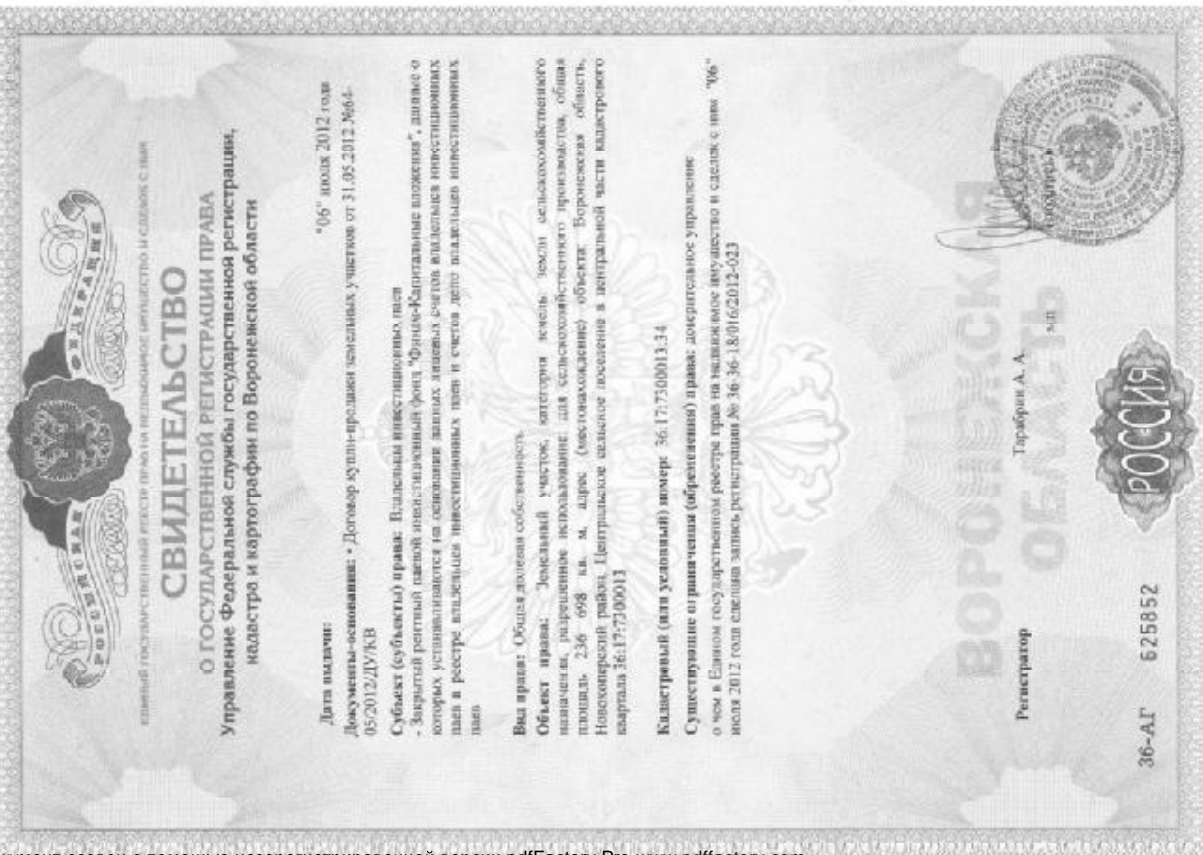 РОССИЙСКАЯ ФЕДЕРАЦИЯ
ЕДИНЫЙ ГОСУДАРСТВЕННЫЙ РЕЕСТР ПРАВ НА НЕДВИЖИМОЕ ИМУЩЕСТВО И СДЕЛОК С НИМ
СВИДЕТЕЛЬСТВО
О ГОСУДАРСТВЕННОЙ РЕГИСТРАЦИИ ПРАВА
Управление Федеральной службы государственной регистрации,
кадастра и картографии по Воронежской области
Дата выдачи: "06" июля 2012 года
Документы-основания: • Договор купли-продажи земельных участков от 31.05.2012 №64-
05/2012/ДУ/КВ
Субъект (субъекты) права: Владельцы инвестиционных паев
- Закрытый рентный паевой инвестиционный фонд "Финам-Капитальные вложения", данные о
которых устанавливаются на основании данных лицевых счетов владельцев инвестиционных
паев в реестре владельцев инвестиционных паев и счетов депо владельцев инвестиционных
паев
Вид права: Общая долевая собственность
Объект права: Земельный участок, категория земель: земли сельскохозяйственного
назначения, разрешенное использование: для сельскохозяйственного производства, общая
площадь 236 698 кв. м, адрес (местонахождение) объекта: Воронежская область,
Новохоперский район, Центральное сельское поселение в центральной части кадастрового
квартала 36:17:7300013
Кадастровый (или условный) номер: 36:17:7300013:34
Существующие ограничения (обременения) права: доверительное управление
о чем в Едином государственном реестре прав на недвижимое имущество и сделок с ним "06"
июля 2012 года сделана запись регистрации № 36-36-18/016/2012-023
ВОРОНЕЖСКАЯ
ОБЛАСТЬ
Регистратор Тарабрин А. А.
м.п.
(подпись)
РОССИЯ
36-АГ 625852
pdfFactory Pro www.pdffactory.com